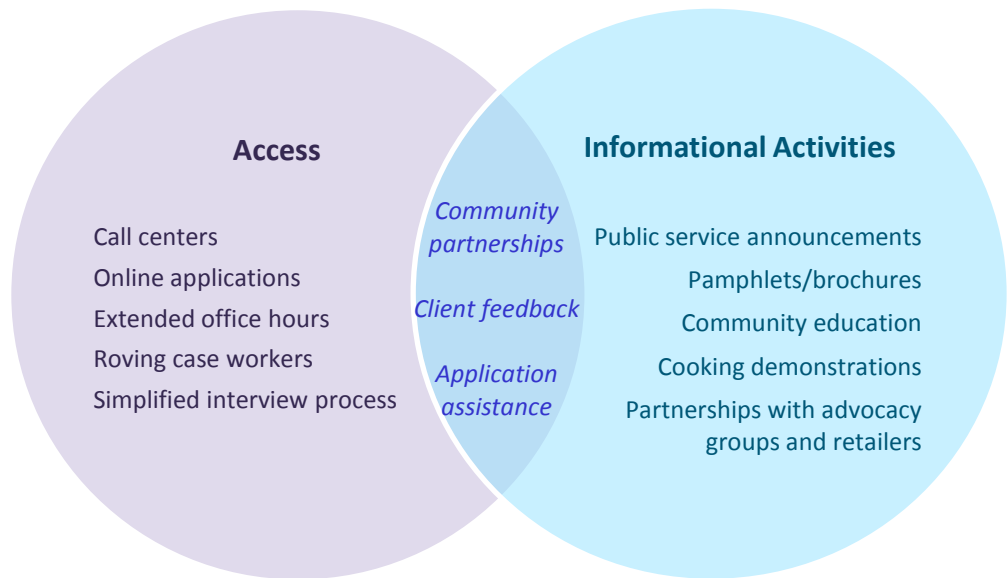 Access
Call centers
Online applications
Extended office hours
Roving case workers
Simplified interview process
Community
partnerships
Client feedback
Application
assistance
Informational Activities
Public service announcements
Pamphlets/brochures
Community education
Cooking demonstrations
Partnerships with advocacy
groups and retailers